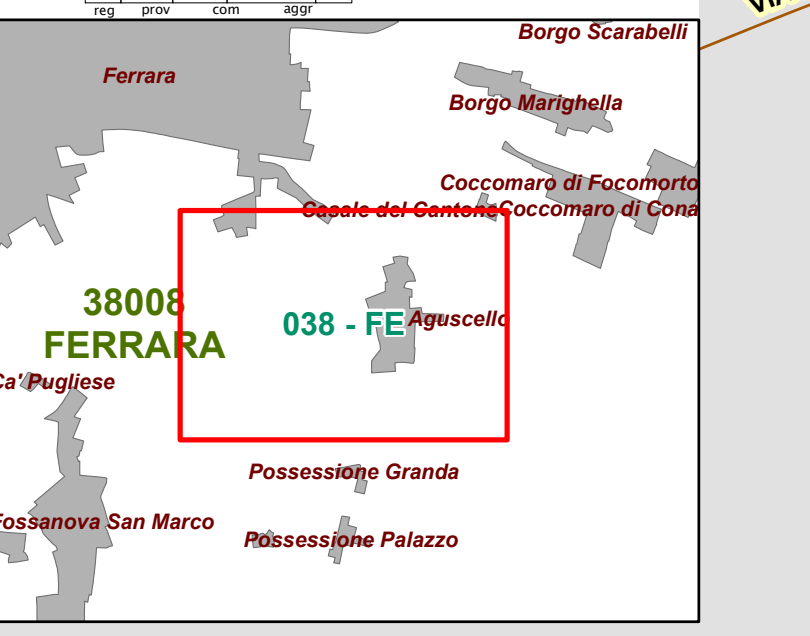 reg prov com aggr
VIA
Borgo Scarabelli
Ferrara
Borgo Marighella
Coccomaro di Focomorto
Casale del Cantone
Coccomaro di Cona
38008
FERRARA
038 - FE
Aguscello
Ca' Pugliese
Possessione Granda
Fossanova San Marco
Possessione Palazzo